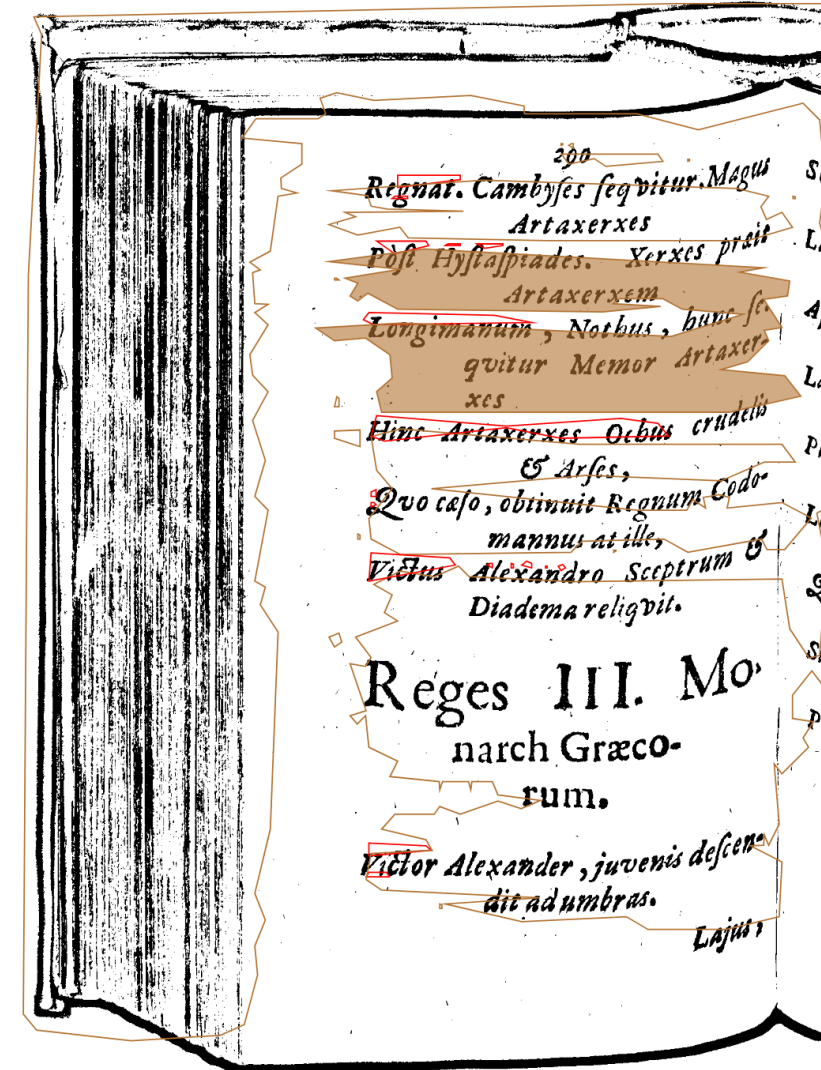 290
Regnat. Cambyſes ſeqvitur. Magus
Artaxerxes
Pòſt Hyſtaſpiades. Xerxes præit
Artaxerxem
Longimanum, Nothus, hunc ſe-
qvitur Memor Artaxer-
xes
Hinc Artaxerxes Ochus crudelis
& Arſes,
Qvo cæſo, obtinuit Regnum Codo-
mannus at ille,
Victus Alexandro Sceptrum &
Diadema reliqvit.
Reges III. Mo-
narch Græco-
rum.
Victor Alexander, juvenis deſcen-
dit ad umbras.
Lajus,